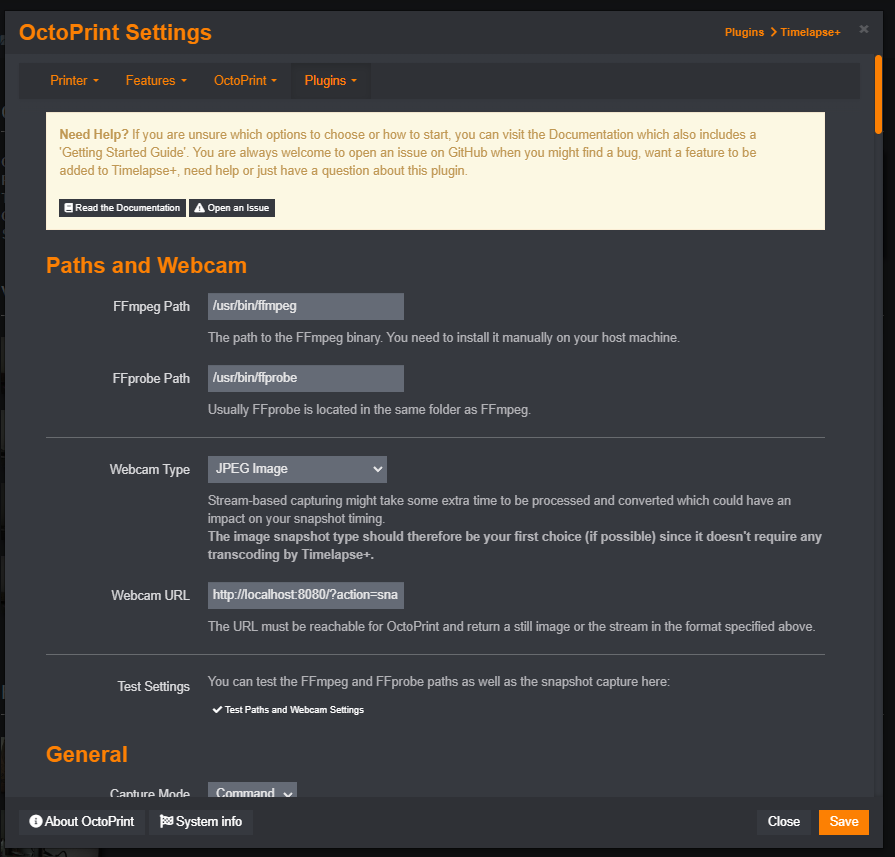 OctoPrint Settings
Plugins > Timelapse+
×
Printer
Features
OctoPrint
Plugins
Need Help? If you are unsure which options to choose or how to start, you can visit the Documentation which also includes a
'Getting Started Guide'. You are always welcome to open an issue on GitHub when you might find a bug, want a feature to be
added to Timelapse+, need help or just have a question about this plugin.
Read the Documentation
Open an Issue
Paths and Webcam
FFmpeg Path
/usr/bin/ffmpeg
The path to the FFmpeg binary. You need to install it manually on your host machine.
FFprobe Path
/usr/bin/ffprobe
Usually FFprobe is located in the same folder as FFmpeg.
Webcam Type
JPEG Image
Stream-based capturing might take some extra time to be processed and converted which could have an
impact on your snapshot timing.
The image snapshot type should therefore be your first choice (if possible) since it doesn't require any
transcoding by Timelapse+.
Webcam URL
http://localhost:8080/?action=sna
The URL must be reachable for OctoPrint and return a still image or the stream in the format specified above.
Test Settings
You can test the FFmpeg and FFprobe paths as well as the snapshot capture here:
Test Paths and Webcam Settings
General
Capture Mode
Command
About OctoPrint
System info
Close
Save